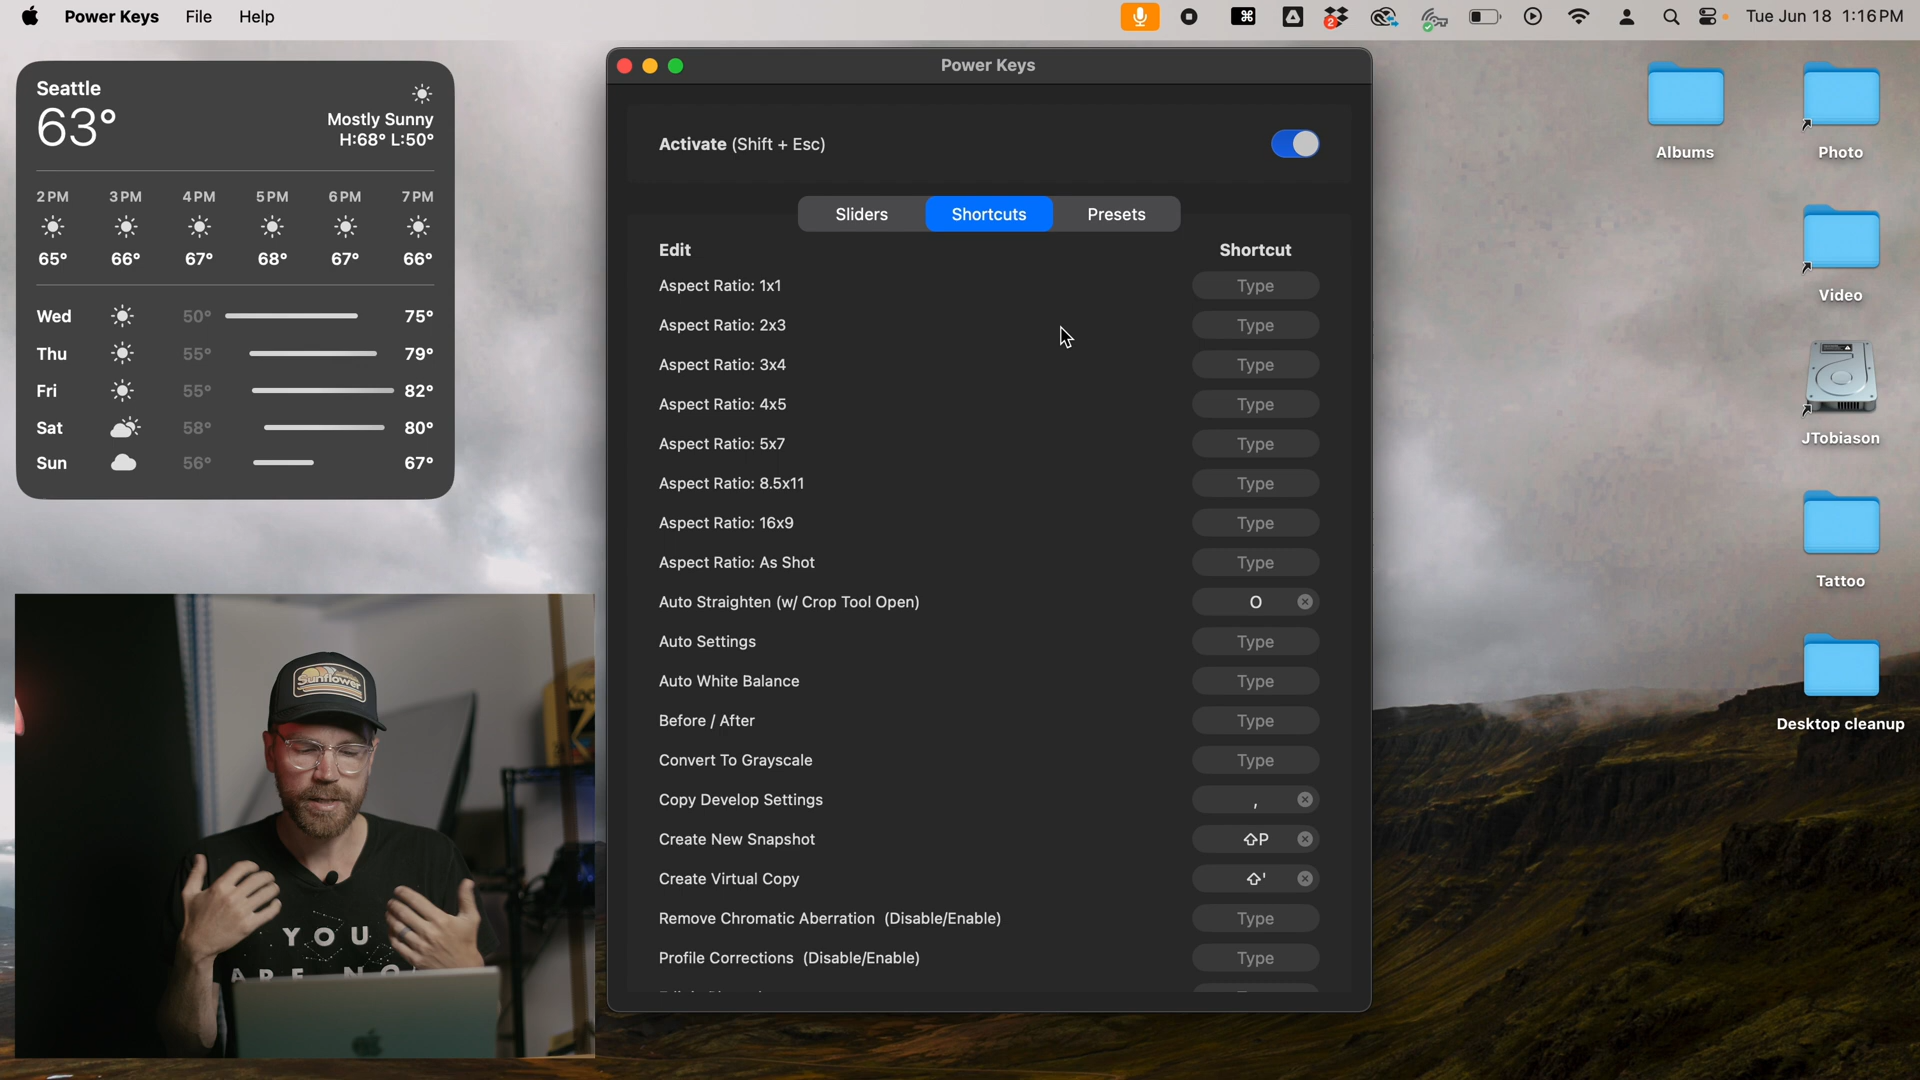 Power Keys File Help
2
Tue Jun 18 1:16 PM
Seattle
63°
Mostly Sunny
H:68° L:50°
2 PM 3 PM 4 PM 5 PM 6 PM 7 PM
65° 66° 67° 68° 67° 66°
Wed 50° 75°
Thu 55° 79°
Fri 55° 82°
Sat 58° 80°
Sun 56° 67°
Power Keys
Activate (Shift + Esc)
Sliders Shortcuts Presets
Edit Shortcut
Aspect Ratio: 1x1 Type
Aspect Ratio: 2x3 Type
Aspect Ratio: 3x4 Type
Aspect Ratio: 4x5 Type
Aspect Ratio: 5x7 Type
Aspect Ratio: 8.5x11 Type
Aspect Ratio: 16x9 Type
Aspect Ratio: As Shot Type
Auto Straighten (w/ Crop Tool Open) O
Auto Settings Type
Auto White Balance Type
Before / After Type
Convert To Grayscale Type
Copy Develop Settings ,
Create New Snapshot ⇧P
Create Virtual Copy ⇧'
Remove Chromatic Aberration (Disable/Enable) Type
Profile Corrections (Disable/Enable) Type
Albums
Photo
Video
JTobiason
Tattoo
Desktop cleanup
Sunflower
YOU
ARE NO